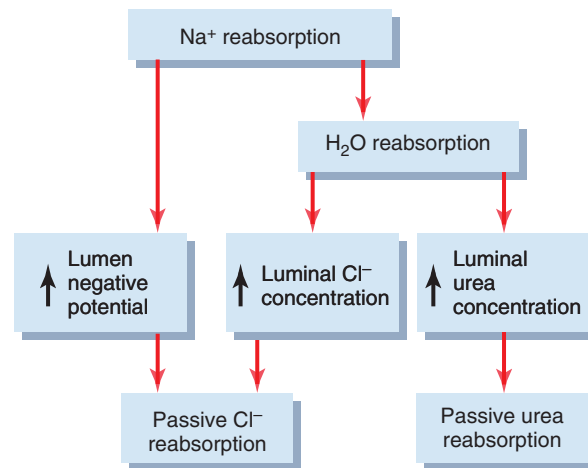 Na⁺ reabsorption
H₂O reabsorption
Lumen
negative
potential
Luminal Cl⁻
concentration
Luminal
urea
concentration
Passive Cl⁻
reabsorption
Passive urea
reabsorption